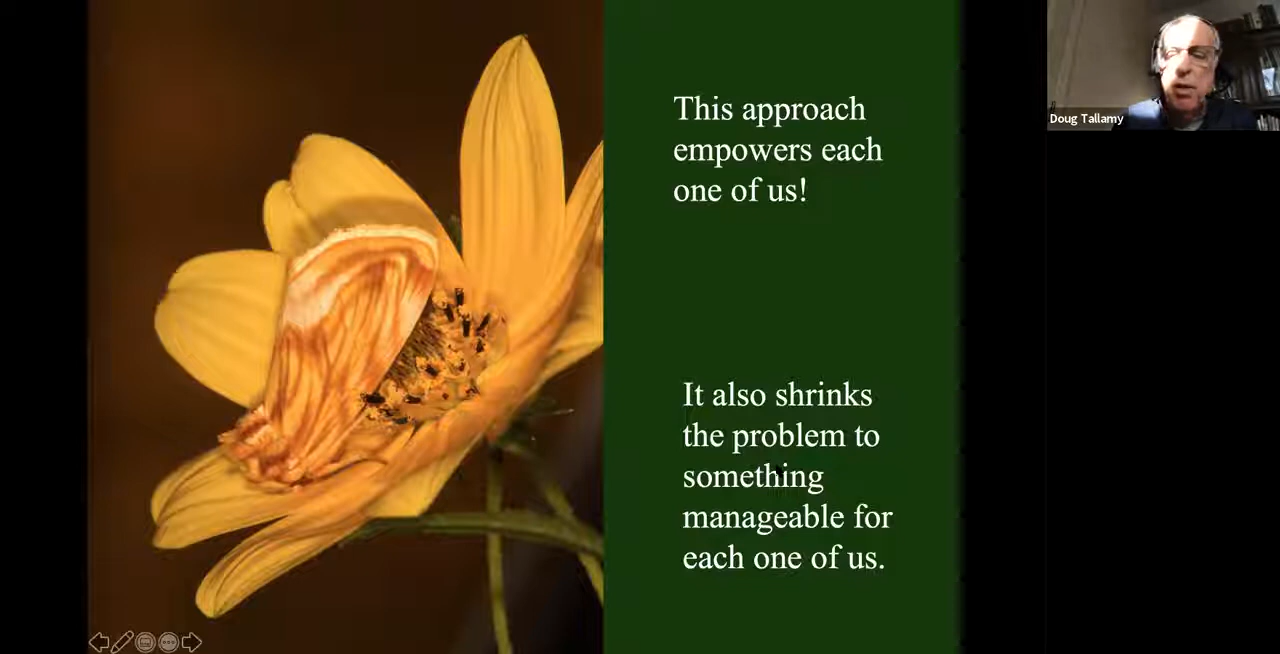 This approach
empowers each
one of us!
It also shrinks
the problem to
something
manageable for
each one of us.
Doug Tallamy